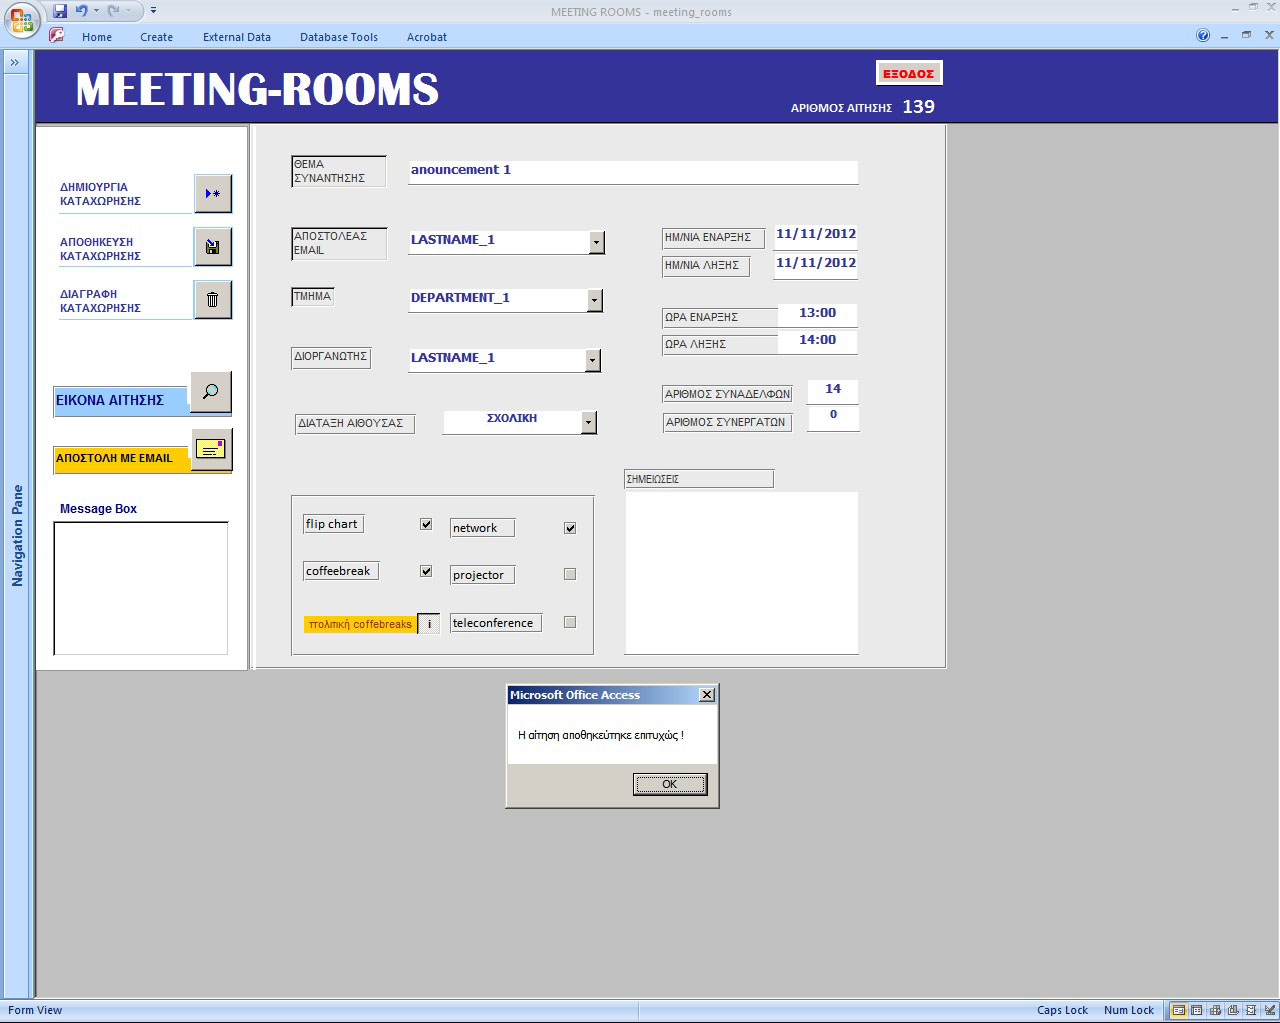 MEETING ROOMS - meeting_rooms
Home
Create
External Data
Database Tools
Acrobat
MEETING-ROOMS
ΕΞΟΔΟΣ
ΑΡΙΘΜΟΣ ΑΙΤΗΣΗΣ 139
Navigation Pane
ΔΗΜΙΟΥΡΓΙΑ
ΚΑΤΑΧΩΡΗΣΗΣ
ΑΠΟΘΗΚΕΥΣΗ
ΚΑΤΑΧΩΡΗΣΗΣ
ΔΙΑΓΡΑΦΗ
ΚΑΤΑΧΩΡΗΣΗΣ
ΕΙΚΟΝΑ ΑΙΤΗΣΗΣ
ΑΠΟΣΤΟΛΗ ΜΕ EMAIL
Message Box
ΘΕΜΑ
ΣΥΝΑΝΤΗΣΗΣ
anouncement 1
ΑΠΟΣΤΟΛΕΑΣ
EMAIL
LASTNAME_1
ΤΜΗΜΑ
DEPARTMENT_1
ΔΙΟΡΓΑΝΩΤΗΣ
LASTNAME_1
ΔΙΑΤΑΞΗ ΑΙΘΟΥΣΑΣ
ΣΧΟΛΙΚΗ
ΗΜ/ΝΙΑ ΕΝΑΡΞΗΣ
11/11/2012
ΗΜ/ΝΙΑ ΛΗΞΗΣ
11/11/2012
ΩΡΑ ΕΝΑΡΞΗΣ
13:00
ΩΡΑ ΛΗΞΗΣ
14:00
ΑΡΙΘΜΟΣ ΣΥΝΑΔΕΛΦΩΝ
14
ΑΡΙΘΜΟΣ ΣΥΝΕΡΓΑΤΩΝ
0
ΣΗΜΕΙΩΣΕΙΣ
flip chart
network
coffeebreak
projector
πολιτική coffebreaks
i
teleconference
Microsoft Office Access
Η αίτηση αποθηκεύτηκε επιτυχώς !
OK
Form View
Caps Lock
Num Lock